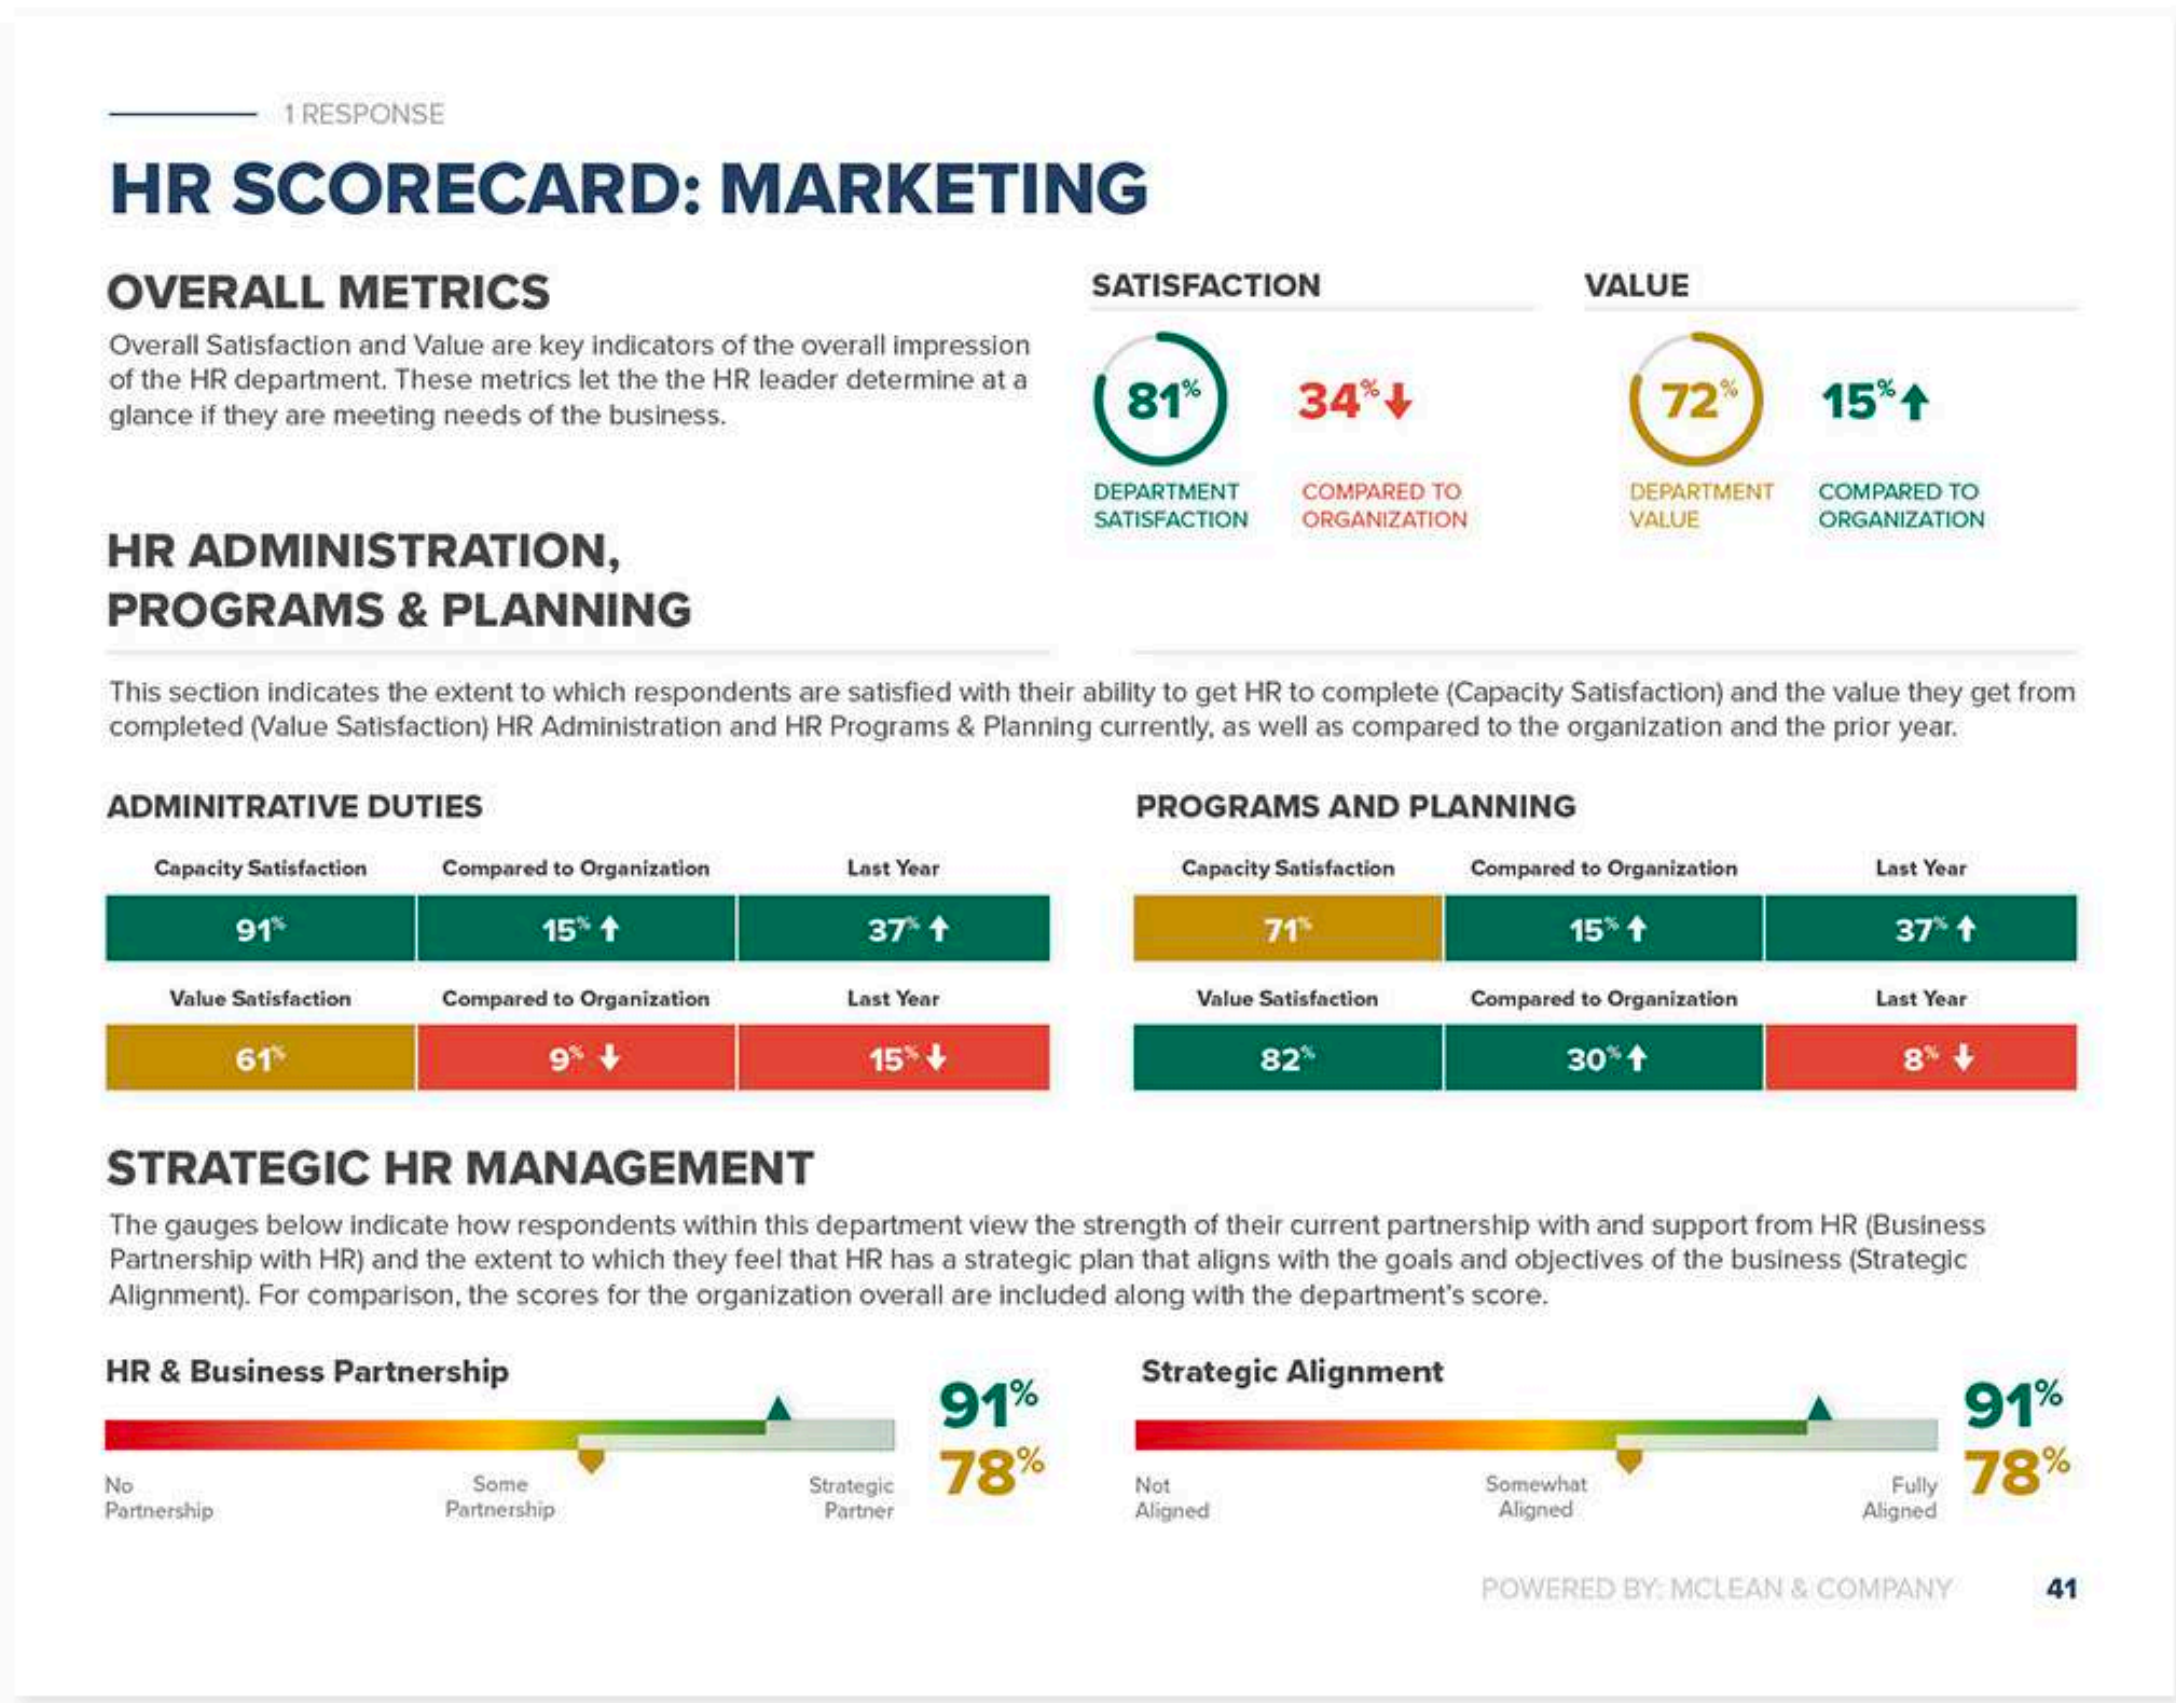 1 RESPONSE
HR SCORECARD: MARKETING
OVERALL METRICS
Overall Satisfaction and Value are key indicators of the overall impression
of the HR department. These metrics let the the HR leader determine at a
glance if they are meeting needs of the business.
SATISFACTION
81%
34%
DEPARTMENT
SATISFACTION
COMPARED TO
ORGANIZATION
VALUE
72%
15%
DEPARTMENT
VALUE
COMPARED TO
ORGANIZATION
HR ADMINISTRATION,
PROGRAMS & PLANNING
This section indicates the extent to which respondents are satisfied with their ability to get HR to complete (Capacity Satisfaction) and the value they get from
completed (Value Satisfaction) HR Administration and HR Programs & Planning currently, as well as compared to the organization and the prior year.
ADMINITRATIVE DUTIES
Capacity Satisfaction Compared to Organization Last Year
91% 15% 37%
Value Satisfaction Compared to Organization Last Year
61% 9% 15%
PROGRAMS AND PLANNING
Capacity Satisfaction Compared to Organization Last Year
71% 15% 37%
Value Satisfaction Compared to Organization Last Year
82% 30% 8%
STRATEGIC HR MANAGEMENT
The gauges below indicate how respondents within this department view the strength of their current partnership with and support from HR (Business
Partnership with HR) and the extent to which they feel that HR has a strategic plan that aligns with the goals and objectives of the business (Strategic
Alignment). For comparison, the scores for the organization overall are included along with the department's score.
HR & Business Partnership
91%
78%
No
Partnership
Some
Partnership
Strategic
Partner
Strategic Alignment
91%
78%
Not
Aligned
Somewhat
Aligned
Fully
Aligned
POWERED BY: MCLEAN & COMPANY 41